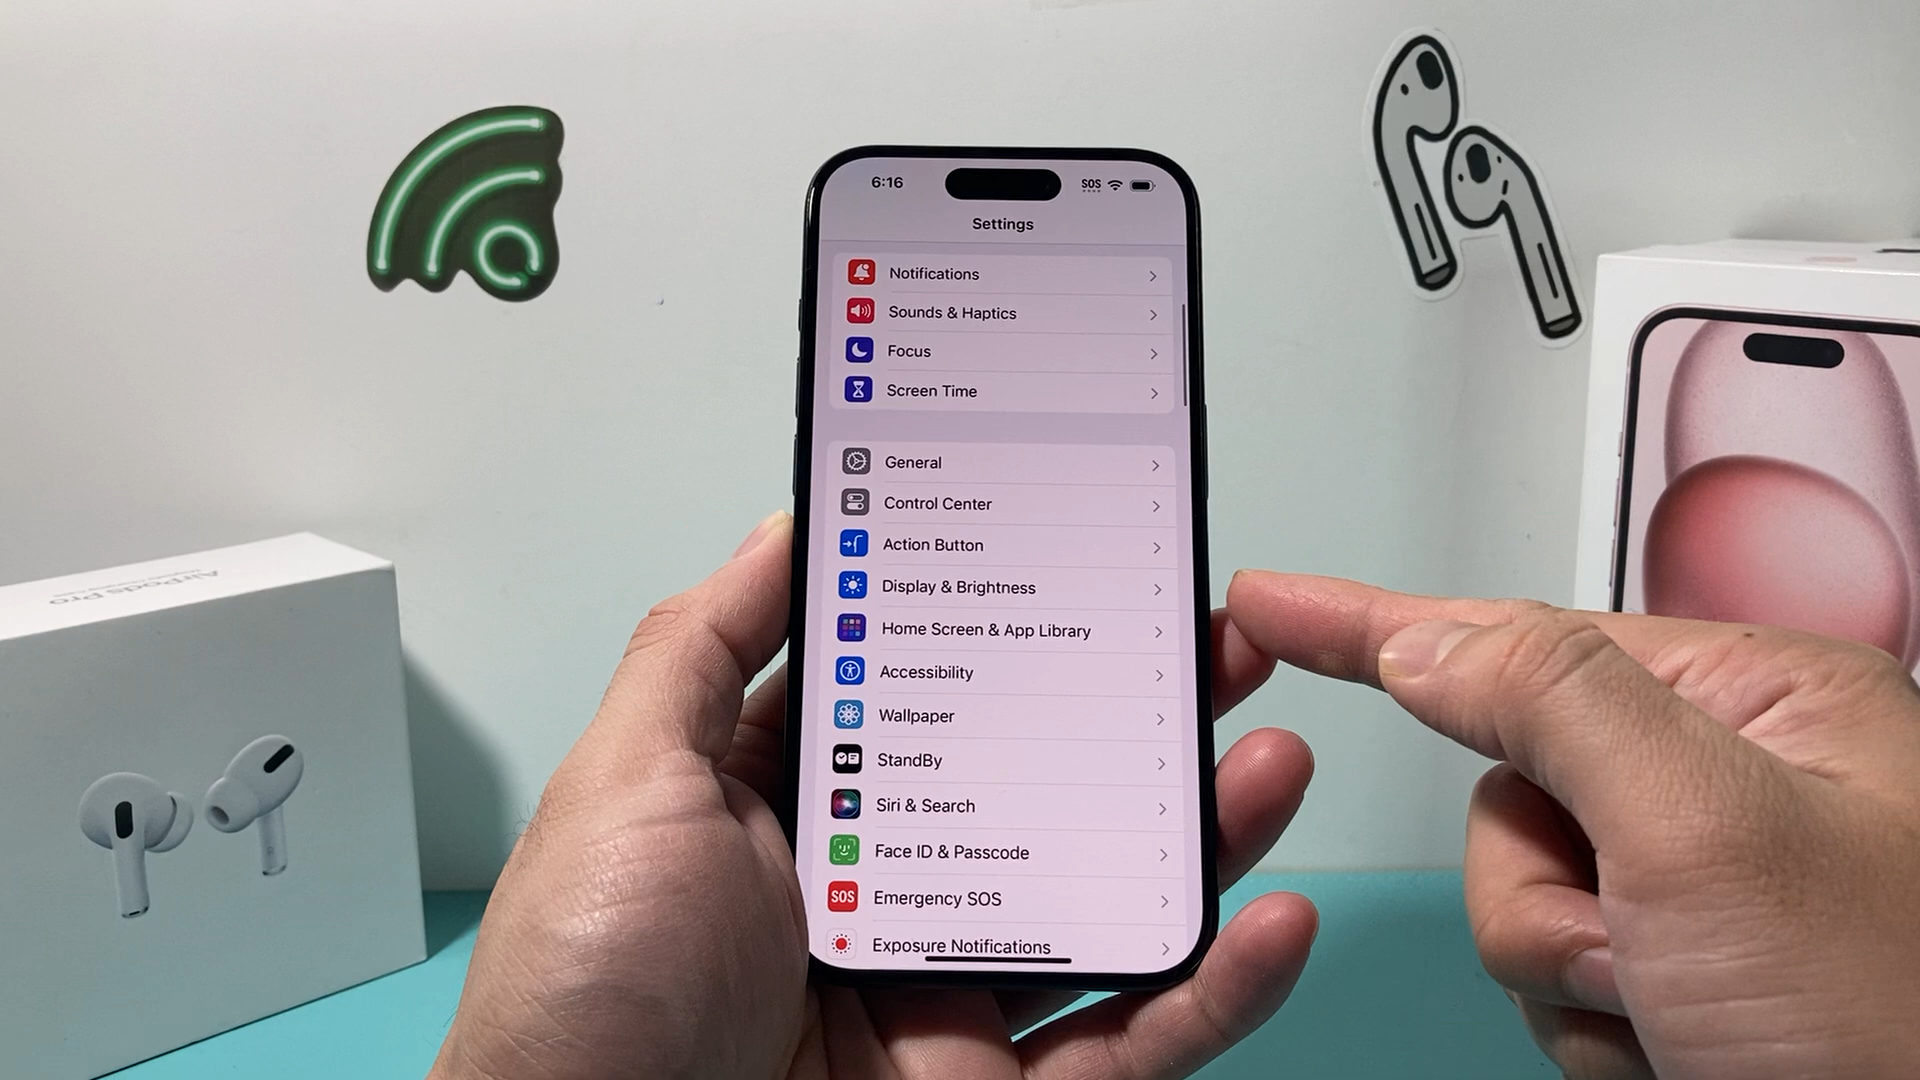 6:16
SOS
Settings
Notifications
Sounds & Haptics
Focus
Screen Time
General
Control Center
Action Button
Display & Brightness
Home Screen & App Library
Accessibility
Wallpaper
StandBy
Siri & Search
Face ID & Passcode
SOS Emergency SOS
Exposure Notifications
AirPods Pro